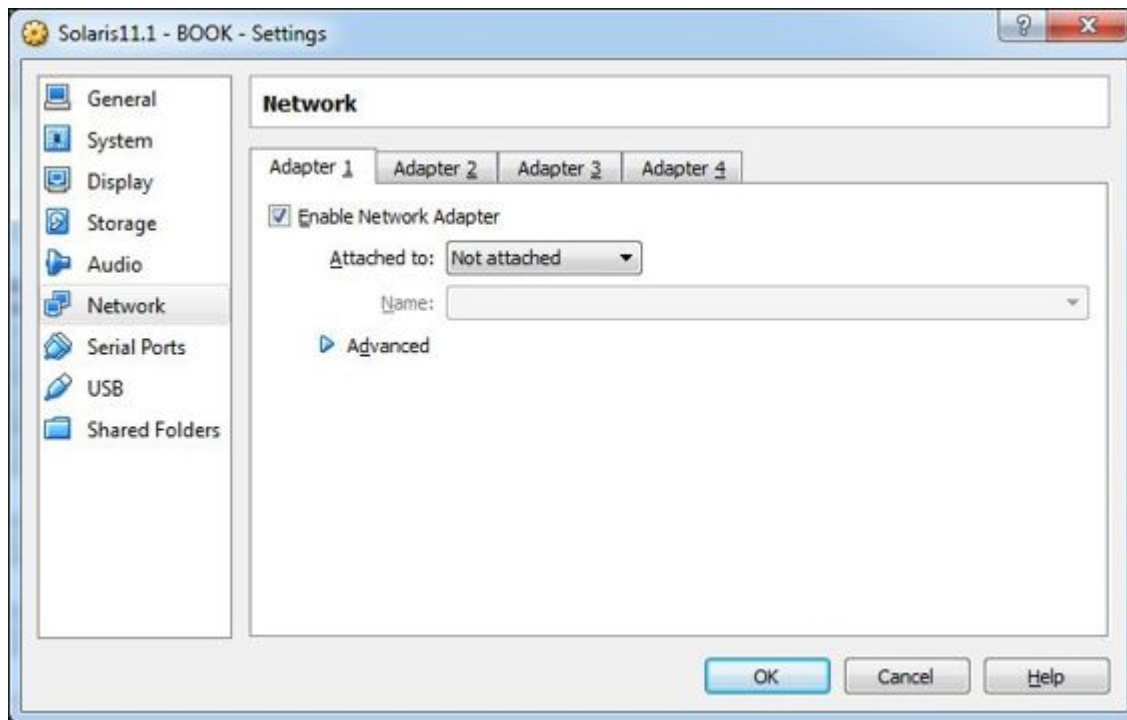 Solaris11.1 - BOOK - Settings
General
System
Display
Storage
Audio
Network
Serial Ports
USB
Shared Folders
Network
Adapter 1 Adapter 2 Adapter 3 Adapter 4
Enable Network Adapter
Attached to: Not attached
Name:
Advanced
OK Cancel Help